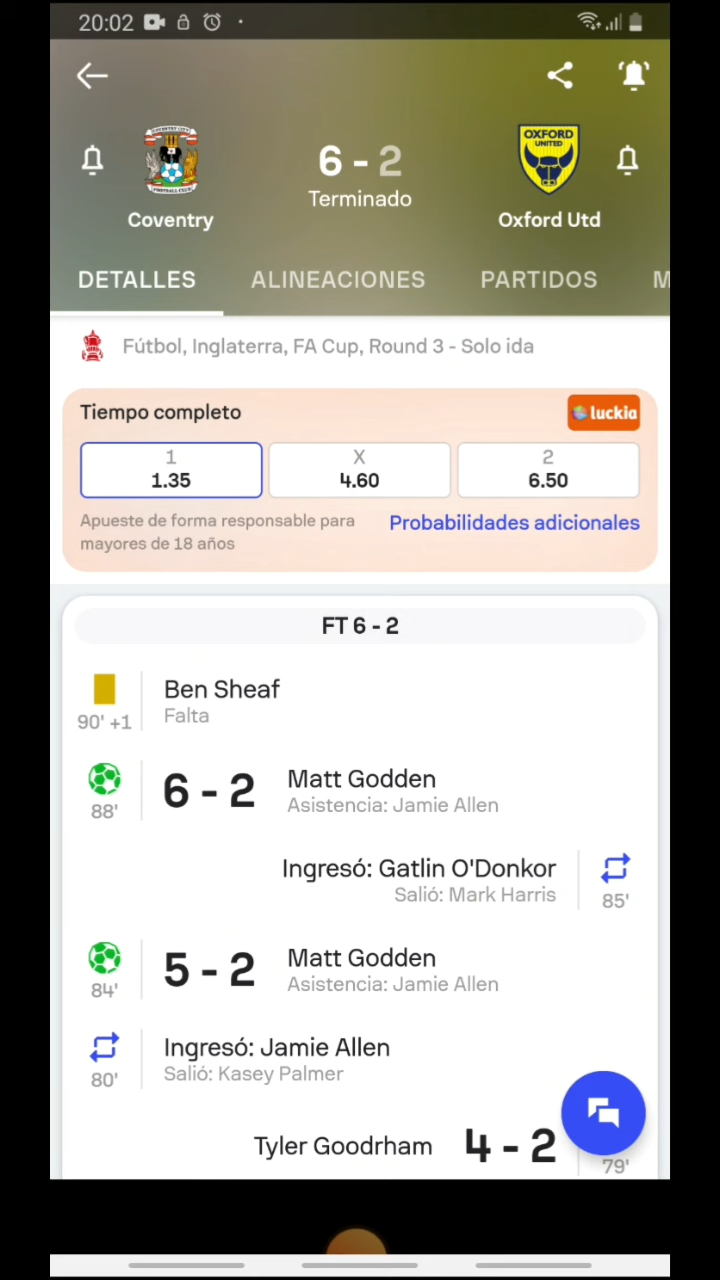 20:02
6 - 2
Terminado
OXFORD
UNITED
Coventry
Oxford Utd
DETALLES
ALINEACIONES
PARTIDOS
M
Fútbol, Inglaterra, FA Cup, Round 3 - Solo ida
Tiempo completo
luckia
1
X
2
1.35
4.60
6.50
Apueste de forma responsable para
mayores de 18 años
Probabilidades adicionales
FT 6 - 2
Ben Sheaf
90' +1
Falta
6 - 2
Matt Godden
88'
Asistencia: Jamie Allen
Ingresó: Gatlin O'Donkor
Salió: Mark Harris
85'
5 - 2
Matt Godden
84'
Asistencia: Jamie Allen
Ingresó: Jamie Allen
80'
Salió: Kasey Palmer
Tyler Goodrham
4 - 2
79'